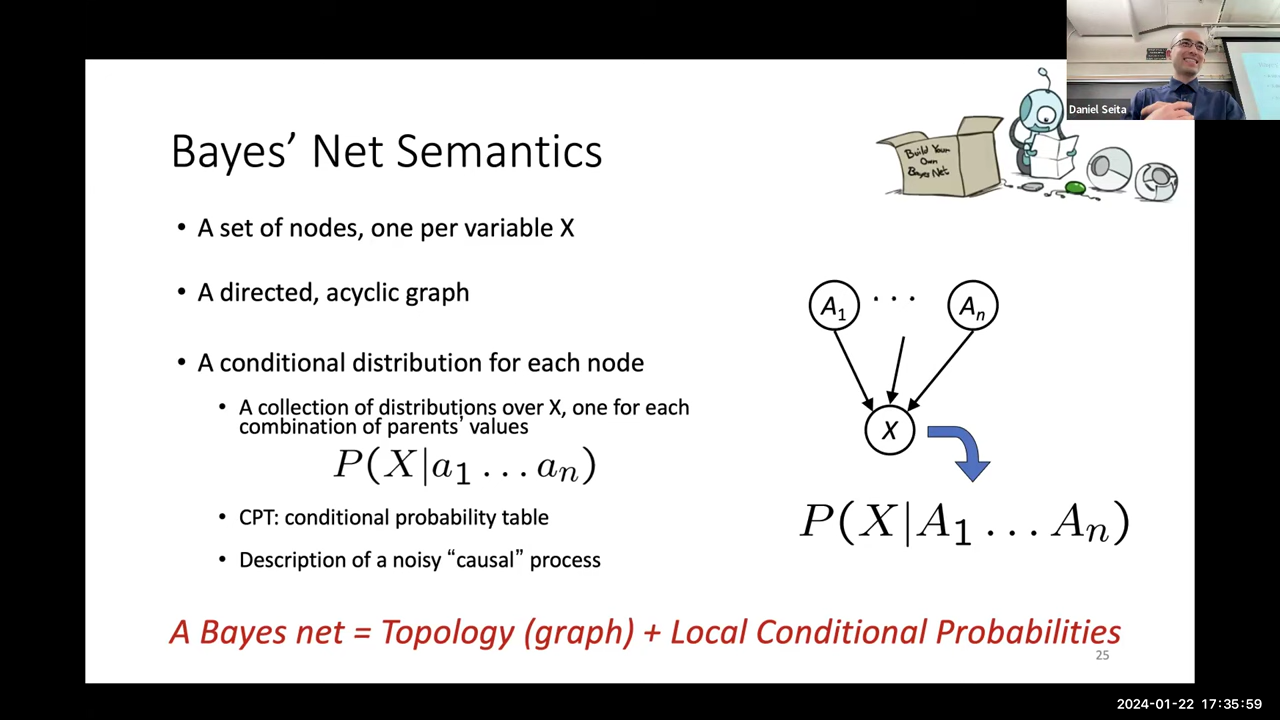 Daniel Seita
Build Your
Own
Bayes Net
Bayes’ Net Semantics
• A set of nodes, one per variable X
• A directed, acyclic graph
• A conditional distribution for each node
• A collection of distributions over X, one for each
combination of parents’ values
P(X|a₁ . . . aₙ)
• CPT: conditional probability table
• Description of a noisy “causal” process
A₁ · · · Aₙ
X
P(X|A₁ . . . Aₙ)
A Bayes net = Topology (graph) + Local Conditional Probabilities
25
2024-01-22 17:35:59